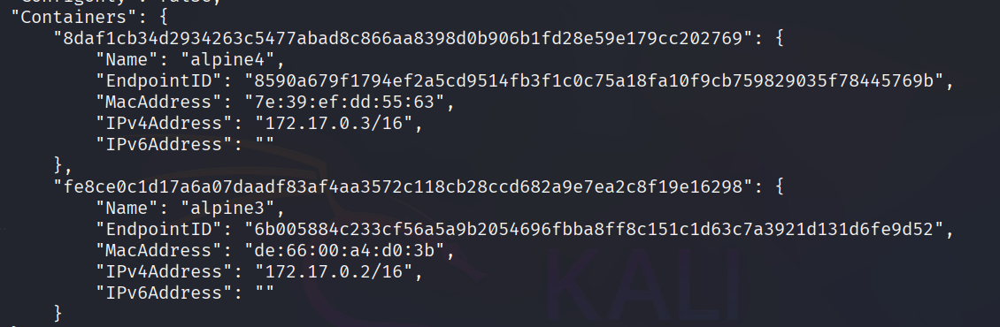 "Containers": {
"8daf1cb34d2934263c5477abad8c866aa8398d0b906b1fd28e59e179cc202769": {
"Name": "alpine4",
"EndpointID": "8590a679f1794ef2a5cd9514fb3f1c0c75a18fa10f9cb759829035f78445769b",
"MacAddress": "7e:39:ef:dd:55:63",
"IPv4Address": "172.17.0.3/16",
"IPv6Address": ""
},
"fe8ce0c1d17a6a07daadf83af4aa3572c118cb28ccd682a9e7ea2c8f19e16298": {
"Name": "alpine3",
"EndpointID": "6b005884c233cf56a5a9b2054696fbba8ff8c151c1d63c7a3921d131d6fe9d52",
"MacAddress": "de:66:00:a4:d0:3b",
"IPv4Address": "172.17.0.2/16",
"IPv6Address": ""
}
KALI